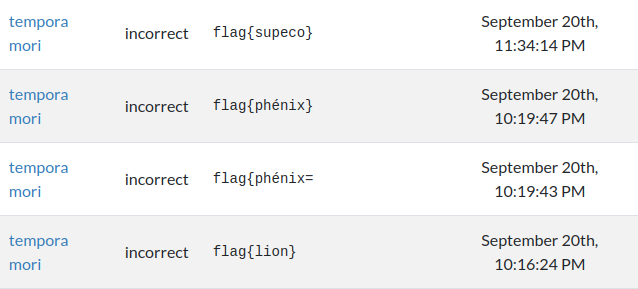 tempora
mori
incorrect
flag{supeco}
September 20th,
11:34:14 PM
tempora
mori
incorrect
flag{phénix}
September 20th,
10:19:47 PM
tempora
mori
incorrect
flag{phénix=
September 20th,
10:19:43 PM
tempora
mori
incorrect
flag{lion}
September 20th,
10:16:24 PM